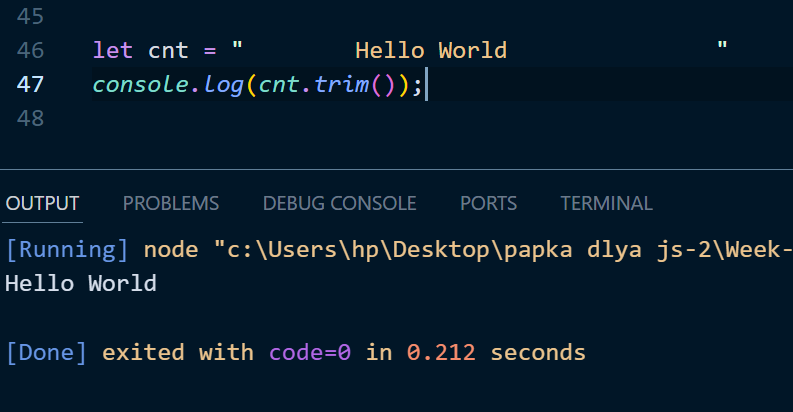 45
46 let cnt = "        Hello World               "
47 console.log(cnt.trim());
48
OUTPUT PROBLEMS DEBUG CONSOLE PORTS TERMINAL
[Running] node "c:\Users\hp\Desktop\papka dlya js-2\Week-
Hello World
[Done] exited with code=0 in 0.212 seconds